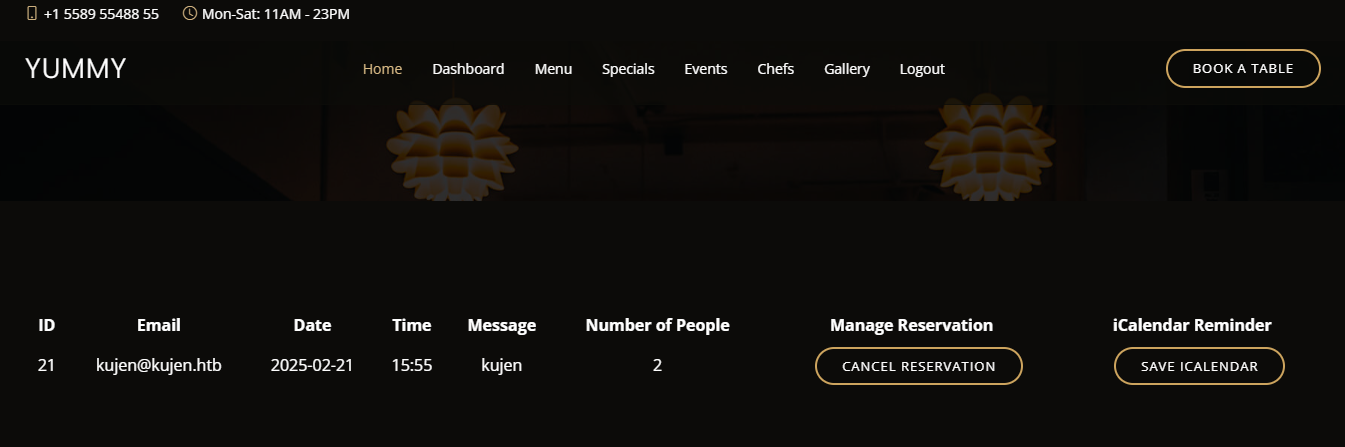 +1 5589 55488 55 Mon-Sat: 11AM - 23PM
YUMMY Home Dashboard Menu Specials Events Chefs Gallery Logout BOOK A TABLE
ID Email Date Time Message Number of People Manage Reservation iCalendar Reminder
21 kujen@kujen.htb 2025-02-21 15:55 kujen 2 CANCEL RESERVATION SAVE ICALENDAR